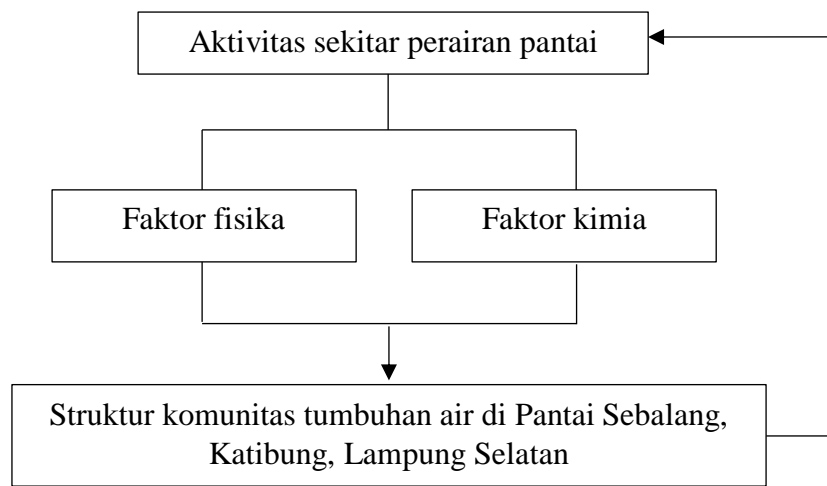 Aktivitas sekitar perairan pantai
Faktor fisika
Faktor kimia
Struktur komunitas tumbuhan air di Pantai Sebalang,
Katibung, Lampung Selatan